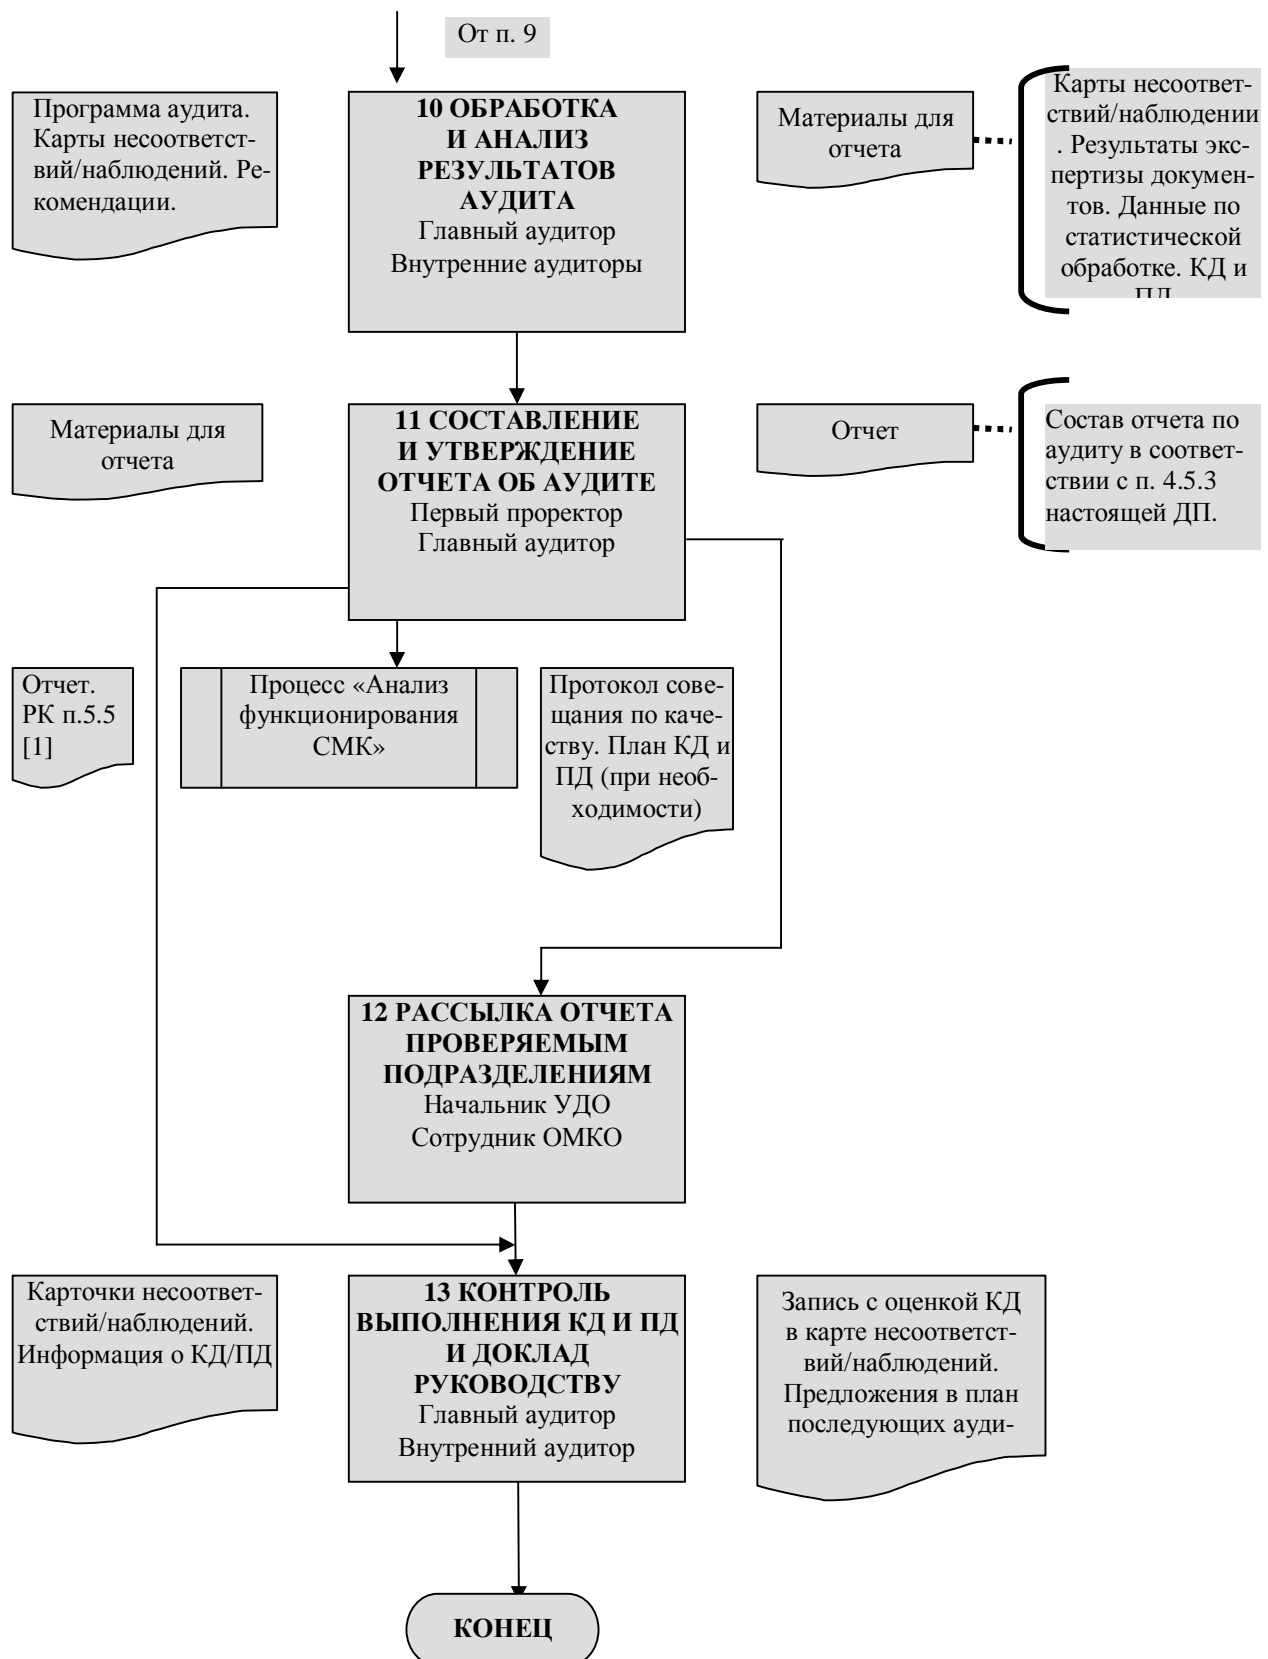 От п. 9
Программа аудита.
Карты несоответст-
вий/наблюдений. Ре-
комендации.
10 ОБРАБОТКА
И АНАЛИЗ
РЕЗУЛЬТАТОВ
АУДИТА
Главный аудитор
Внутренние аудиторы
Материалы для
отчета
Карты несоответ-
ствий/наблюдении
. Результаты экс-
пертизы докумен-
тов. Данные по
статистической
обработке. КД и
ПД
Материалы для
отчета
11 СОСТАВЛЕНИЕ
И УТВЕРЖДЕНИЕ
ОТЧЕТА ОБ АУДИТЕ
Первый проректор
Главный аудитор
Отчет
Состав отчета по
аудиту в соответ-
ствии с п. 4.5.3
настоящей ДП.
Отчет.
РК п.5.5
[1]
Процесс «Анализ
функционирования
СМК»
Протокол сове-
щания по каче-
ству. План КД и
ПД (при необ-
ходимости)
12 РАССЫЛКА ОТЧЕТА
ПРОВЕРЯЕМЫМ
ПОДРАЗДЕЛЕНИЯМ
Начальник УДО
Сотрудник ОМКО
Карточки несоответ-
ствий/наблюдений.
Информация о КД/ПД
13 КОНТРОЛЬ
ВЫПОЛНЕНИЯ КД И ПД
И ДОКЛАД
РУКОВОДСТВУ
Главный аудитор
Внутренний аудитор
Запись с оценкой КД
в карте несоответст-
вий/наблюдений.
Предложения в план
последующих ауди-
КОНЕЦ